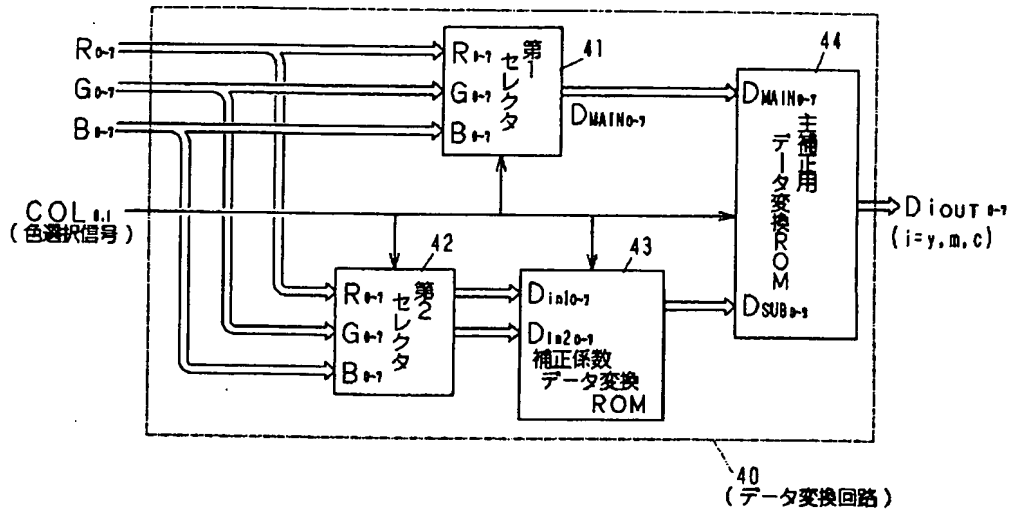 R0~7
G0~7
B0~7
COL0,1
(色選択信号)
R0~7
G0~7
B0~7
第1
セレクタ
41
DMAIN0~7
R0~7
G0~7
B0~7
第2
セレクタ
42
Din10~7
Din20~7
補正係数
データ変換
ROM
43
44
DMAIN0~7
主補正用
データ変換ROM
DSUB0~3
DiOUT 0~7
(i=y,m,c)
40
(データ変換回路)